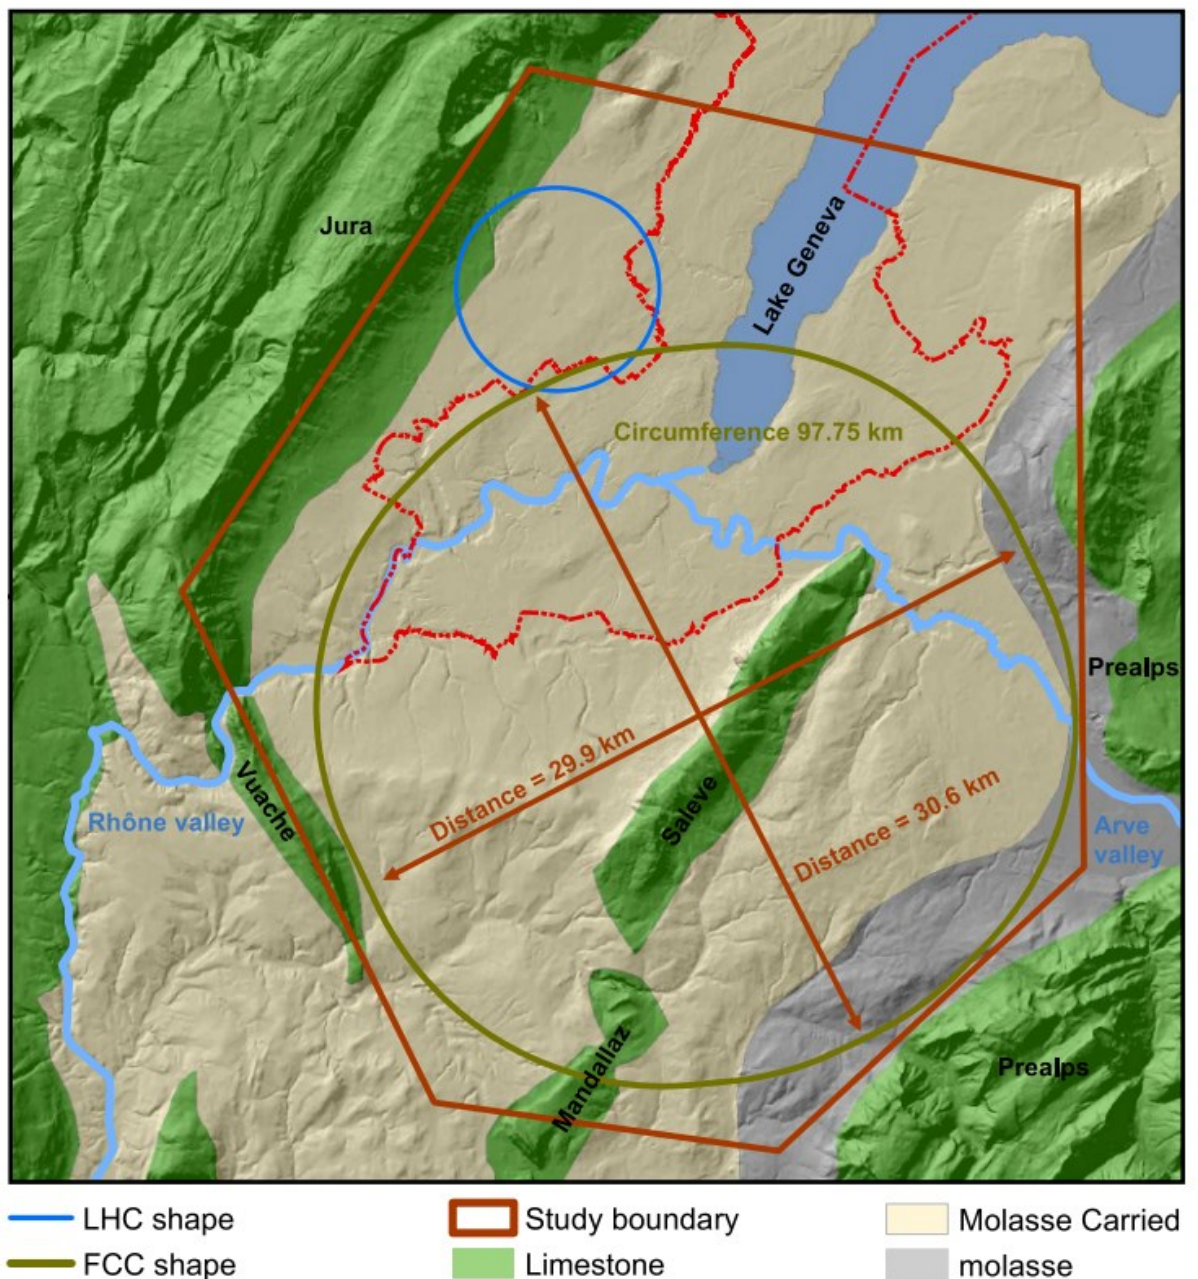 Jura
Lake Geneva
Circumference 97.75 km
Prealps
Distance = 29.9 km
Vuache
Salève
Distance = 30.6 km
Rhône valley
Arve
valley
Mandallaz
Prealps
LHC shape
Study boundary
Molasse Carried
FCC shape
Limestone
molasse